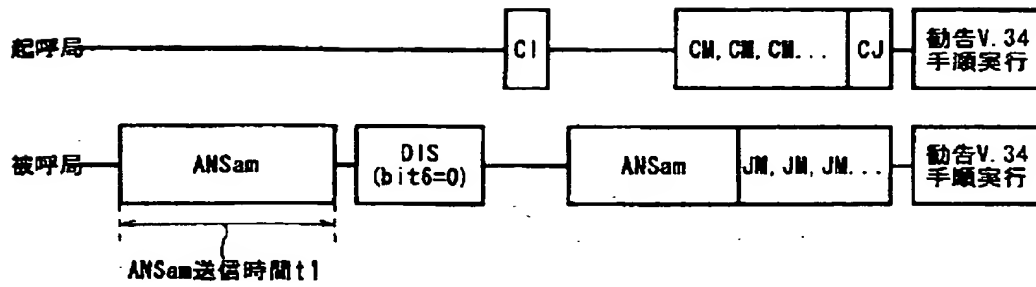 起呼局
CI
CM, CM, CM...
CJ
勧告V.34
手順実行
被呼局
ANSam
DIS
(bit6=0)
ANSam
JM, JM, JM...
勧告V.34
手順実行
ANSam送信時間t1